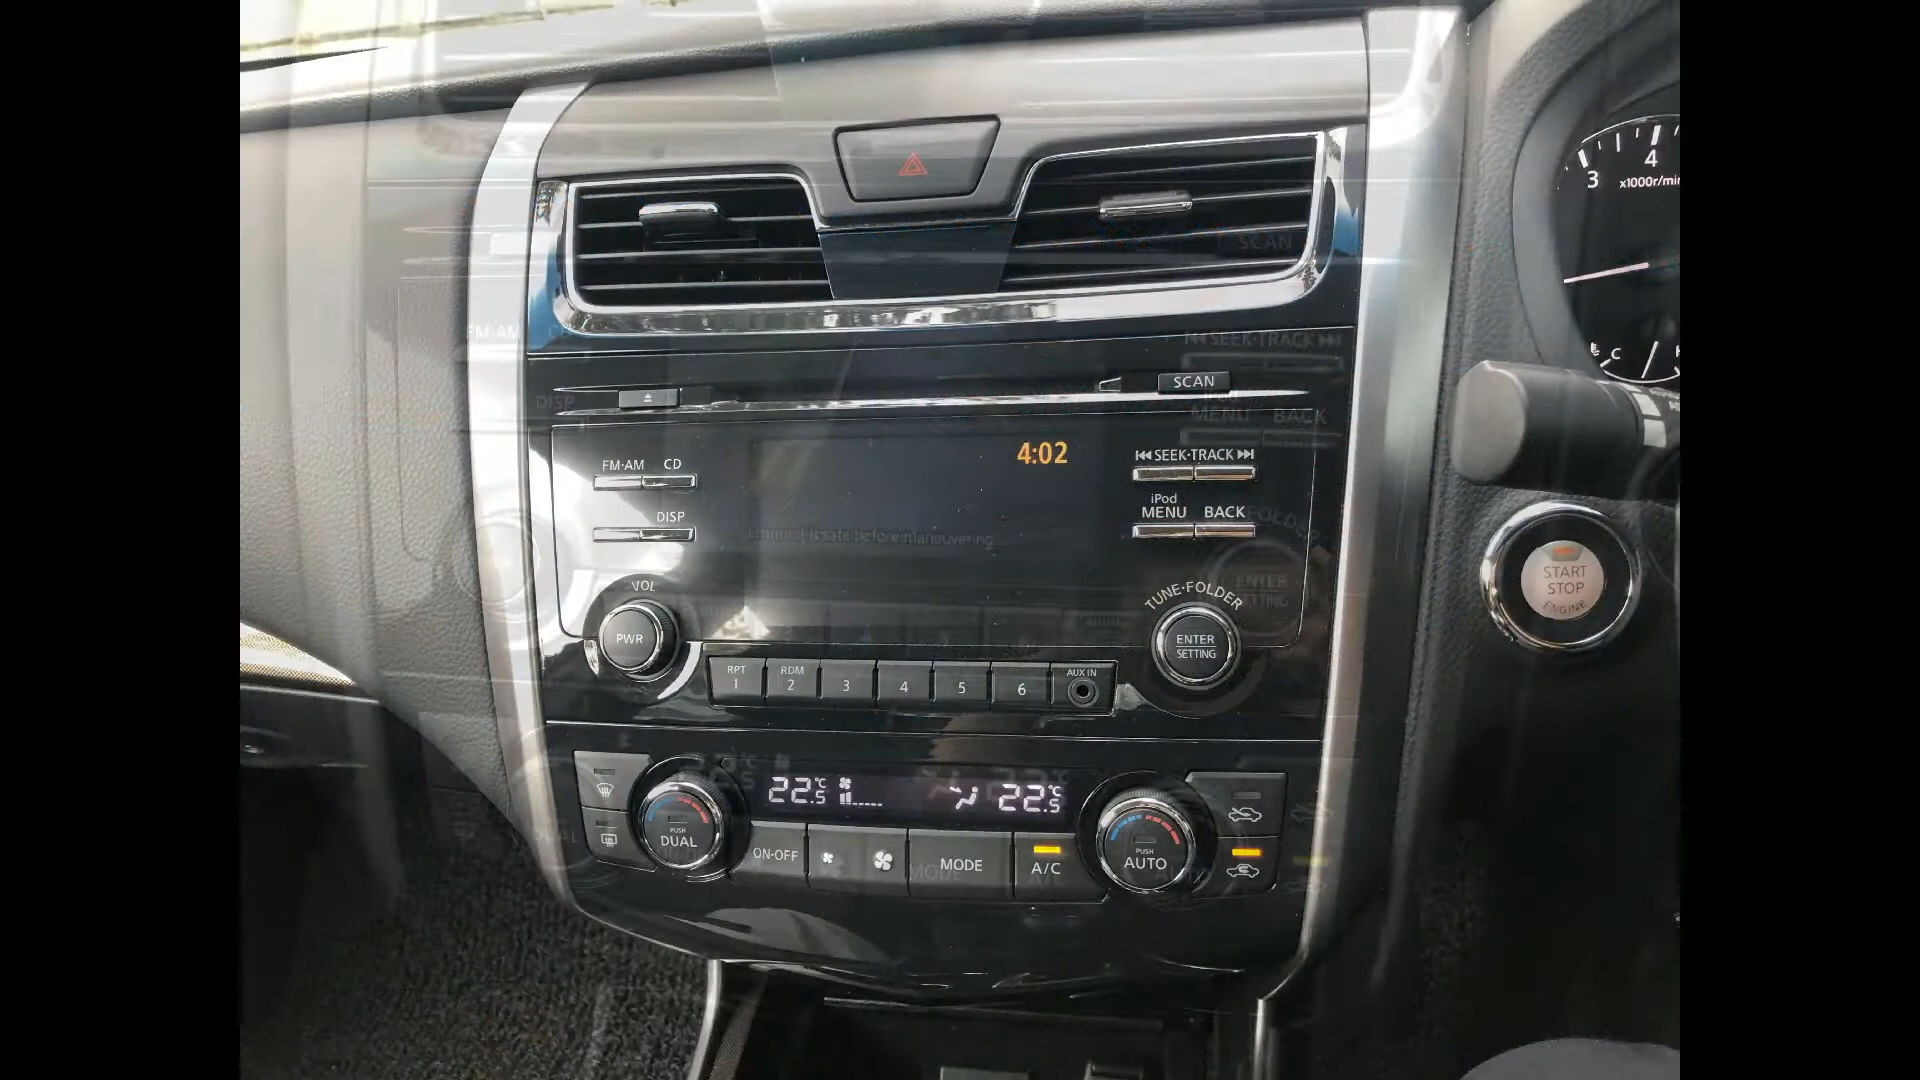 3
4
x1000r/min
C
SCAN
4:02
FM·AM CD
SEEK·TRACK
DISP
iPod
MENU BACK
VOL
PWR
TUNE·FOLDER
ENTER
SETTING
START
STOP
ENGINE
RPT
1
RDM
2
3
4
5
6
AUX IN
22.5°C
22.5°C
PUSH
DUAL
ON·OFF
MODE
A/C
PUSH
AUTO